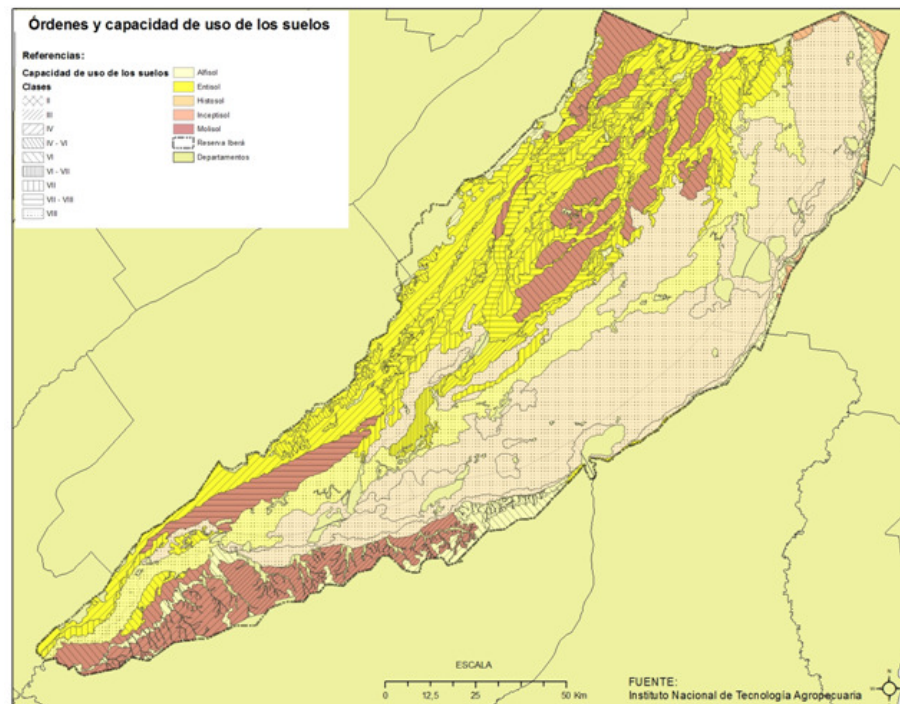 Órdenes y capacidad de uso de los suelos
Referencias:
Capacidad de uso de los suelos
Clases
II
III
IV
IV - VI
VI
VI - VII
VII
VII - VIII
VIII
Alfisol
Entisol
Histosol
Inceptisol
Molisol
Reserva Iberá
Departamentos
ESCALA
0 12,5 25 50 Km
FUENTE:
Instituto Nacional de Tecnología Agropecuaria